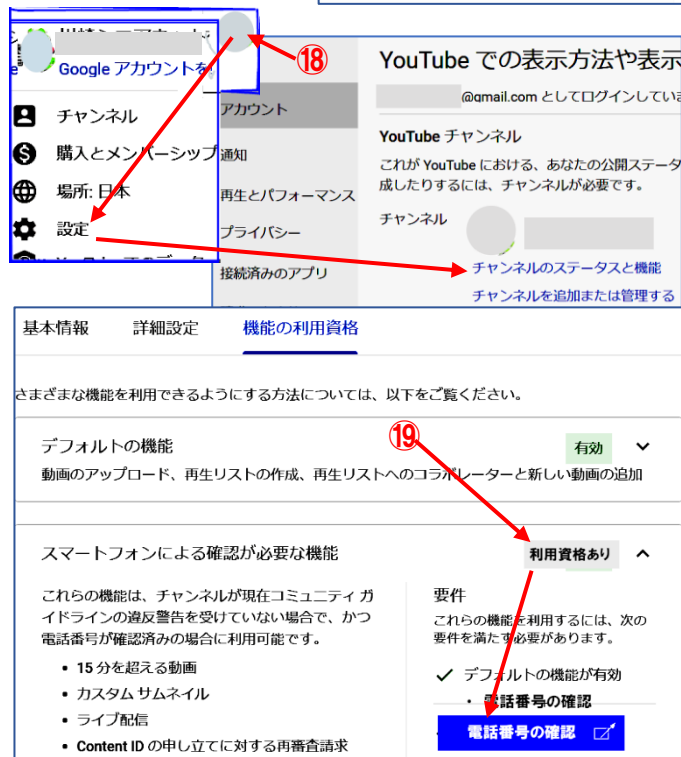 ⑱
Google アカウントを
チャンネル
購入とメンバーシップ
場所: 日本
設定
アカウント
通知
再生とパフォーマンス
プライバシー
接続済みのアプリ
YouTube での表示方法や表示
@gmail.com としてログインしてい
YouTube チャンネル
これが YouTube における、あなたの公開ステータ
成したりするには、チャンネルが必要です。
チャンネル
チャンネルのステータスと機能
チャンネルを追加または管理する
基本情報 詳細設定 機能の利用資格
さまざまな機能を利用できるようにする方法については、以下をご覧ください。
⑲
デフォルトの機能 有効
動画のアップロード、再生リストの作成、再生リストへのコラボレーターと新しい動画の追加
スマートフォンによる確認が必要な機能 利用資格あり
これらの機能は、チャンネルが現在コミュニティ ガ
イドラインの違反警告を受けていない場合で、かつ
電話番号が確認済みの場合に利用可能です。
• 15 分を超える動画
• カスタム サムネイル
• ライブ配信
• Content ID の申し立てに対する再審査請求
要件
これらの機能を利用するには、次の
要件を満たす必要があります。
✓ デフォルトの機能が有効
• 電話番号の確認
電話番号の確認